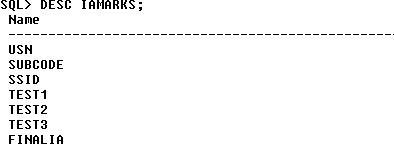 SQL> DESC IAMARKS;
Name
------------------------------------------------
USN
SUBCODE
SSID
TEST1
TEST2
TEST3
FINALIA